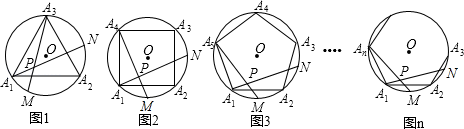 A₃ O N P A₁ A₂ M
图1
A₄ A₃ O N P A₁ A₂ M
图2
A₄ A₅ A₃ O P N A₁ A₂ M
图3
....
Aₙ O A₃ P N A₁ A₂ M
图n